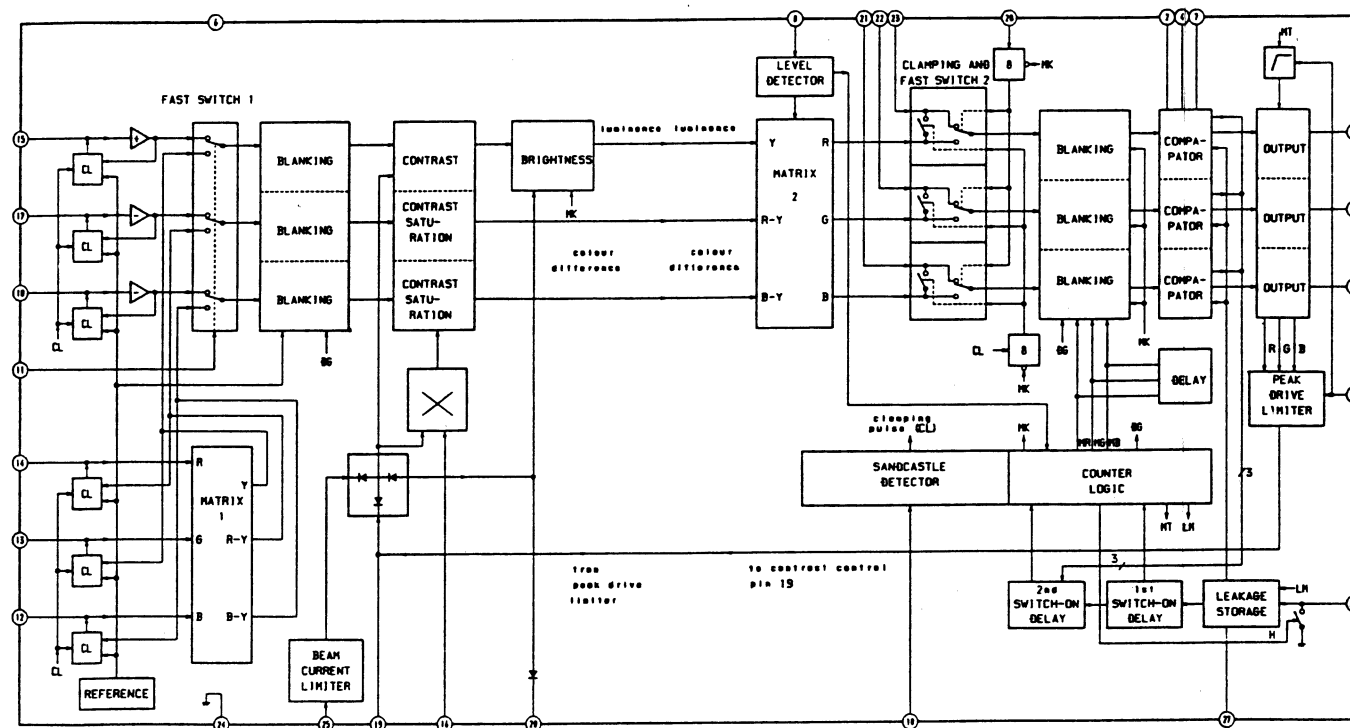 6
8
21
22
23
28
2
4
7
MT
LEVEL
DETECTOR
CLAMPING AND
FAST SWITCH 2
B
MK
FAST SWITCH 1
15
+
CL
BLANKING
CONTRAST
BRIGHTNESS
MK
luminance luminance
Y
R
MATRIX
2
BLANKING
COMPA-
PATOR
OUTPUT
17
-
CL
BLANKING
CONTRAST
SATU-
RATION
R-Y
G
BLANKING
COMPA-
PATOR
OUTPUT
colour
difference
colour
difference
18
-
CL
BLANKING
CONTRAST
SATU-
RATION
B-Y
B
BLANKING
COMPA-
PATOR
OUTPUT
CL
11
BG
CL
B
MK
BG
MK
R
G
B
DELAY
PEAK
DRIVE
LIMITER
clamping
pulse (CL)
MK
MR
MG
MB
BG
14
CL
R
Y
MATRIX
1
SANDCASTLE
DETECTOR
COUNTER
LOGIC
3
MT
LM
13
CL
G
R-Y
from
peak drive
limiter
to contrast control
pin 19
3
12
CL
B
B-Y
2nd
SWITCH-ON
DELAY
1st
SWITCH-ON
DELAY
LEAKAGE
STORAGE
LM
H
CL
REFERENCE
BEAM
CURRENT
LIMITER
24
25
19
16
20
10
27